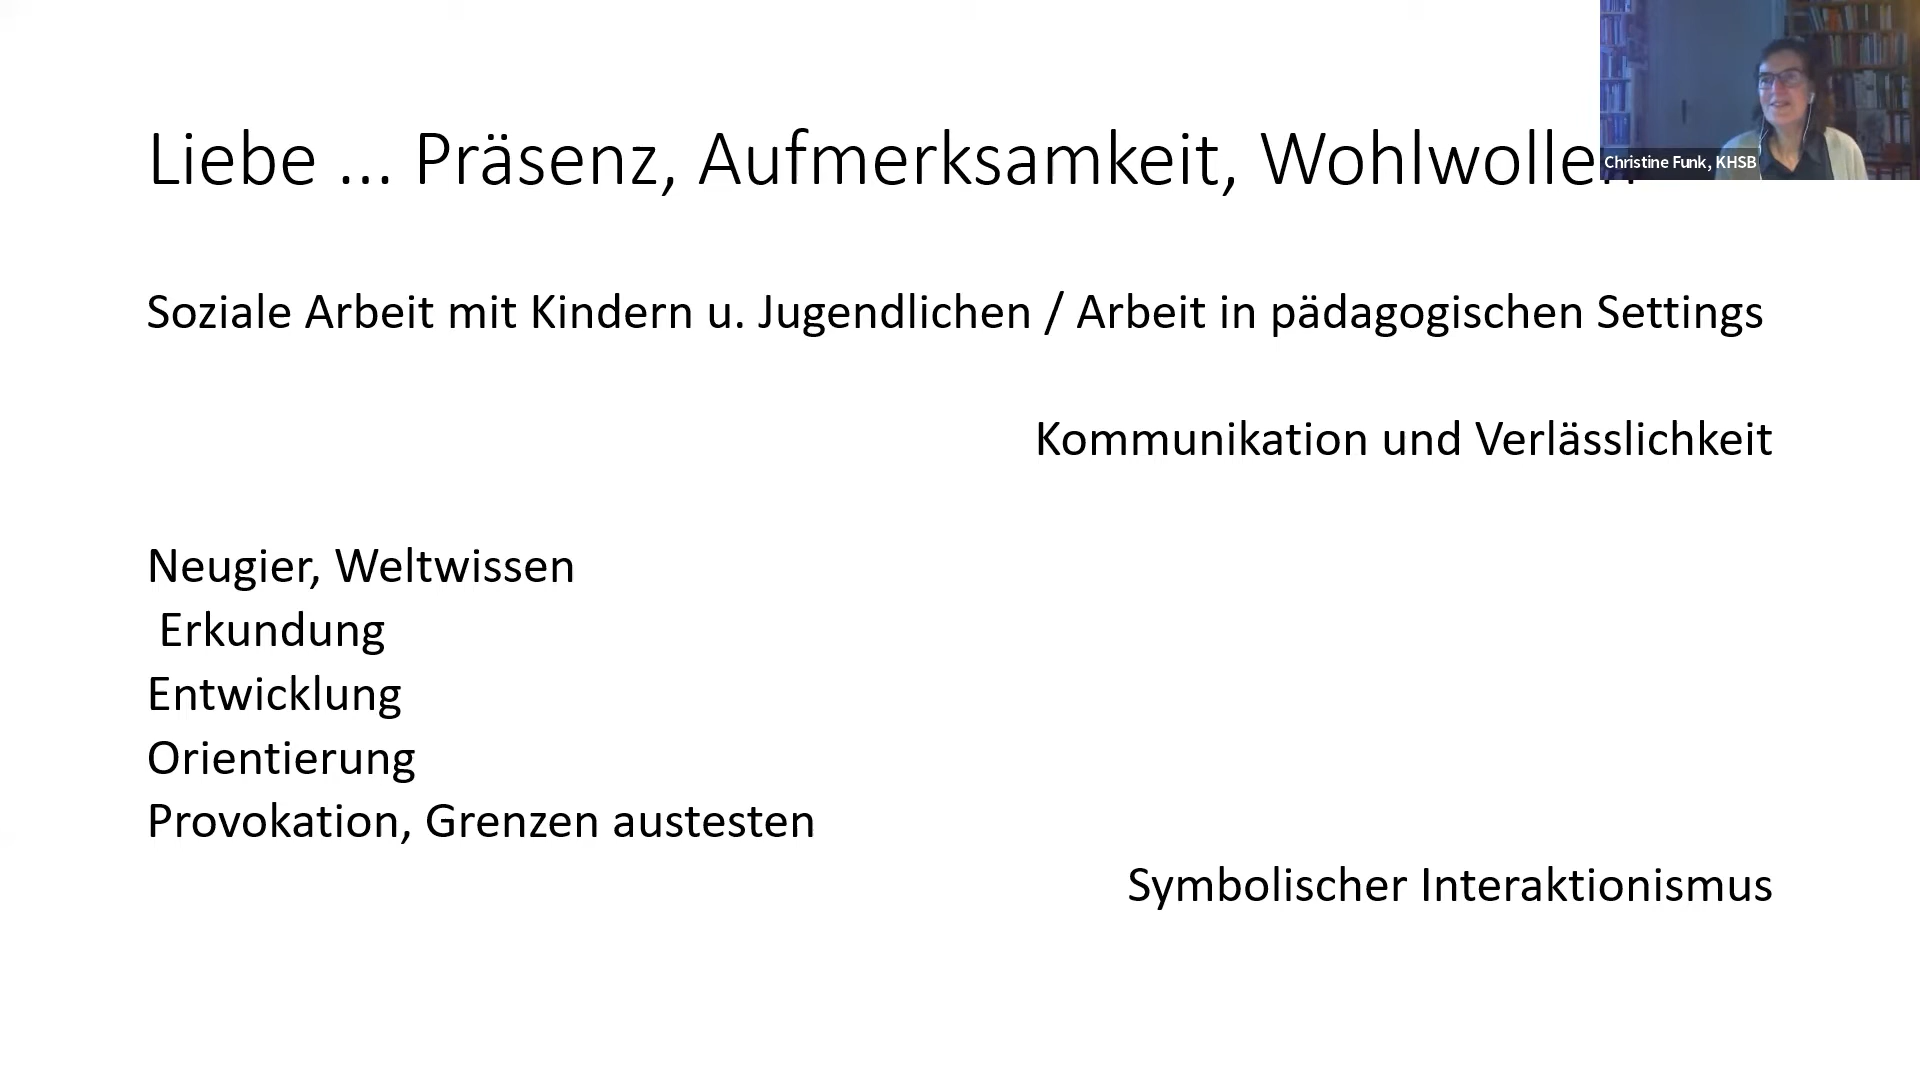 Liebe ... Präsenz, Aufmerksamkeit, Wohlwollen
Christine Funk, KHSB
Soziale Arbeit mit Kindern u. Jugendlichen / Arbeit in pädagogischen Settings
Kommunikation und Verlässlichkeit
Neugier, Weltwissen
Erkundung
Entwicklung
Orientierung
Provokation, Grenzen austesten
Symbolischer Interaktionismus